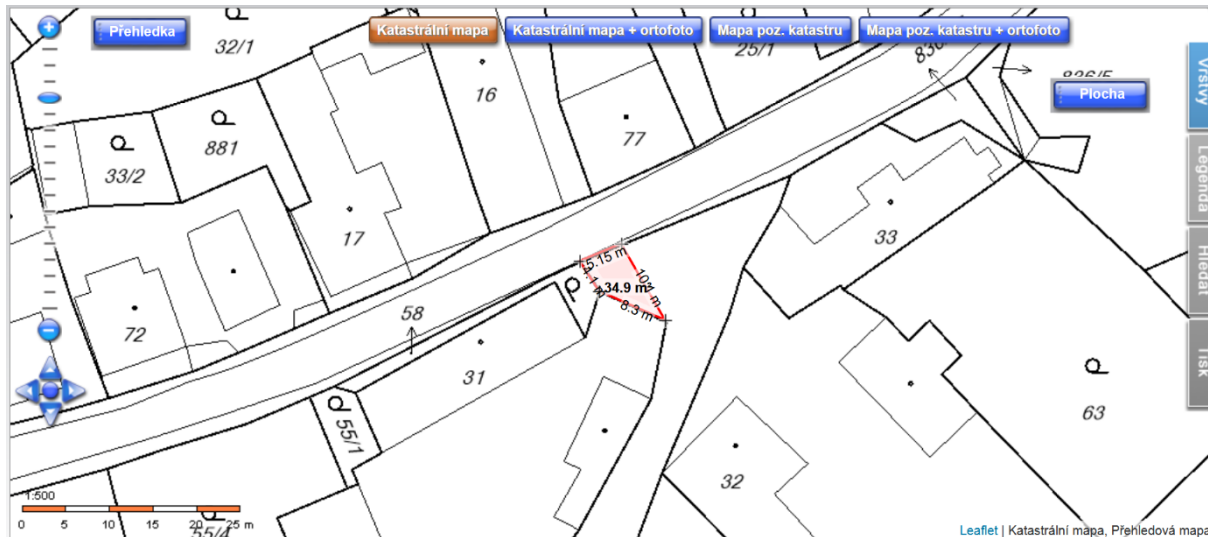 Přehledka
Katastrální mapa
Katastrální mapa + ortofoto
Mapa poz. katastru
Mapa poz. katastru + ortofoto
32/1
25/1
16
Plocha
77
33/2
881
17
33
72
58
5.15 m
34.9 m
8.3 m
31
55/1
32
63
Vrstvy
Legenda
Hledat
Tisk
1:500
0 5 10 15 20 25 m
55/4
Leaflet | Katastrální mapa, Přehledová mapa